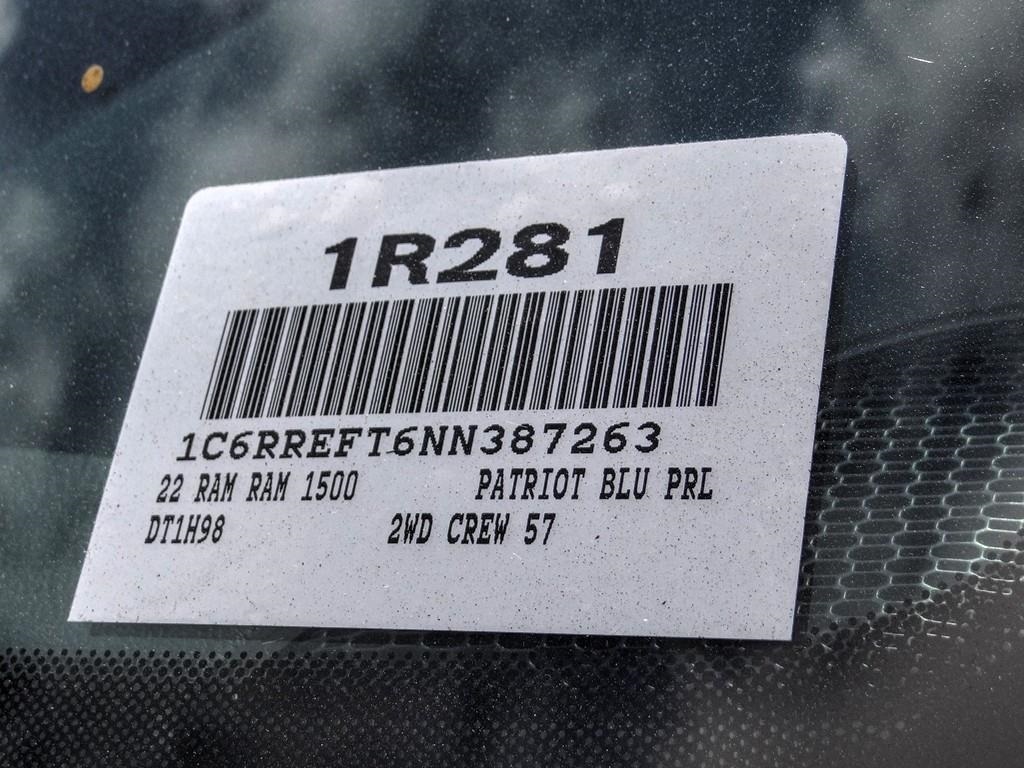 1R281
1C6RREFT6NN387263
22 RAM RAM 1500 PATRIOT BLU PRL
DT1H98 2WD CREW 57